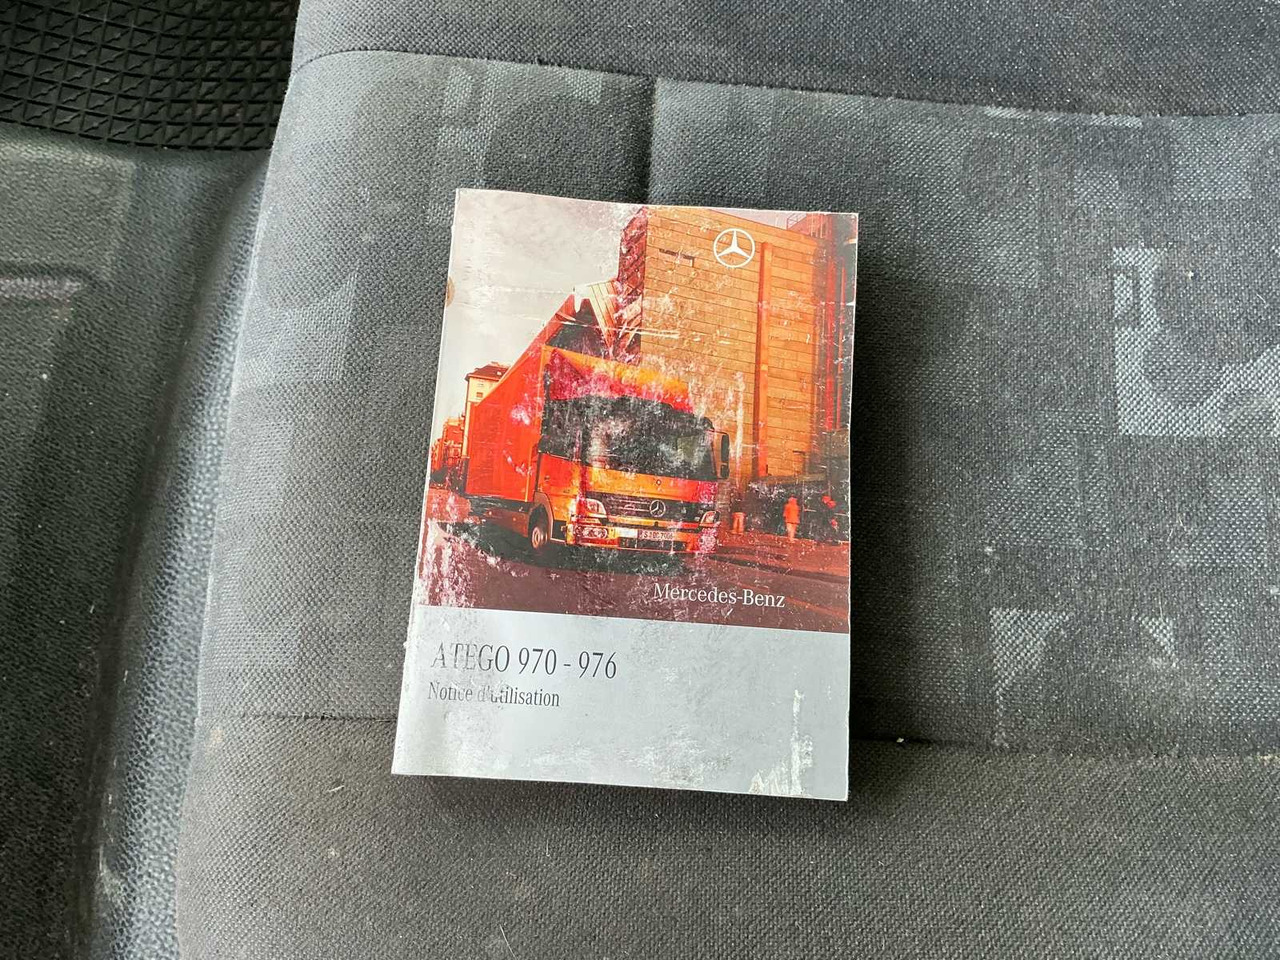 Mercedes-Benz
ATEGO 970 - 976
Notice d'utilisation